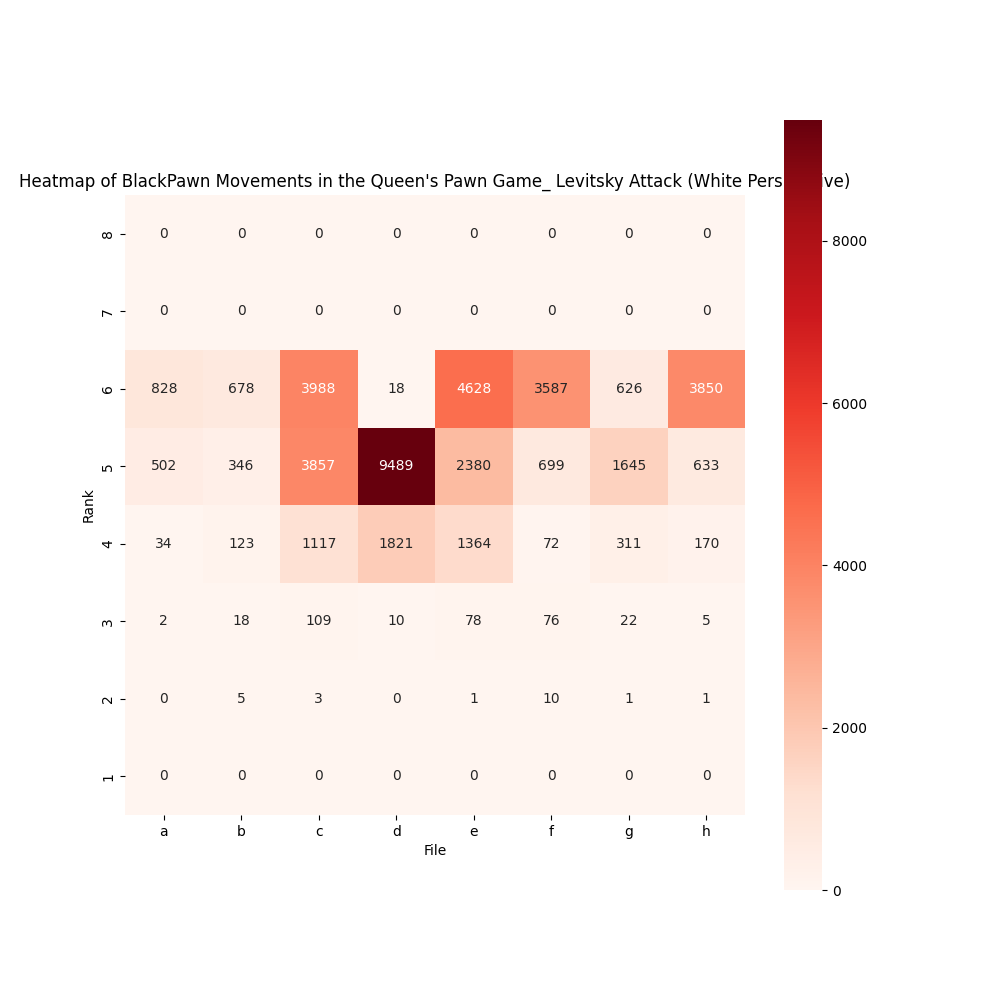 Heatmap of BlackPawn Movements in the Queen's Pawn Game_ Levitsky Attack (White Pers ive)
8 0 0 0 0 0 0 0 0
8000
7 0 0 0 0 0 0 0 0
6 828 678 3988 18 4628 3587 626 3850
6000
5 502 346 3857 9489 2380 699 1645 633
Rank
4 34 123 1117 1821 1364 72 311 170
4000
3 2 18 109 10 78 76 22 5
2 0 5 3 0 1 10 1 1
2000
1 0 0 0 0 0 0 0 0
a b c d e f g h
File
0